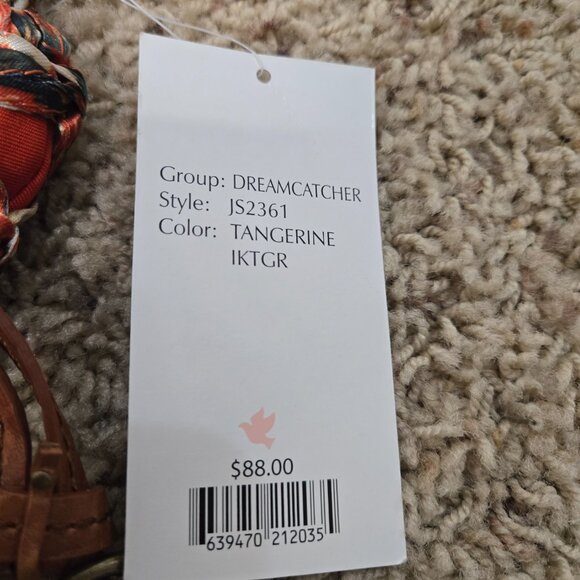 Group: DREAMCATCHER
Style: JS2361
Color: TANGERINE
IKTGR
$88.00
639470 212035